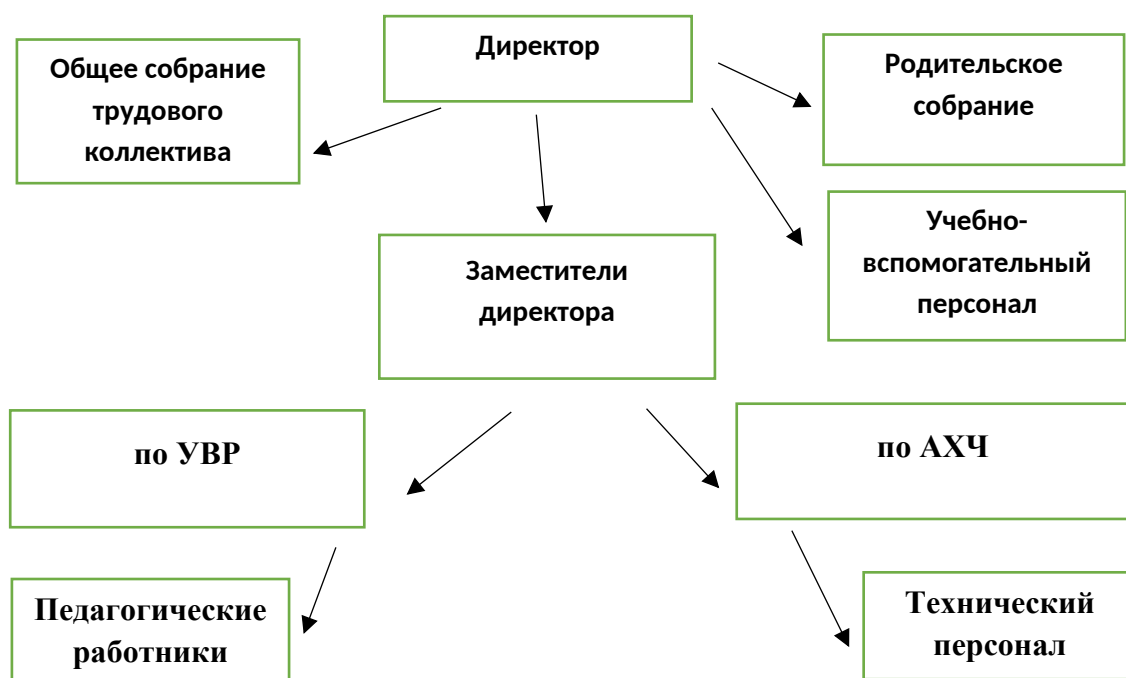 Директор
Общее собрание
трудового
коллектива
Родительское
собрание
Учебно-
вспомогательный
персонал
Заместители
директора
по УВР
по АХЧ
Педагогические
работники
Технический
персонал